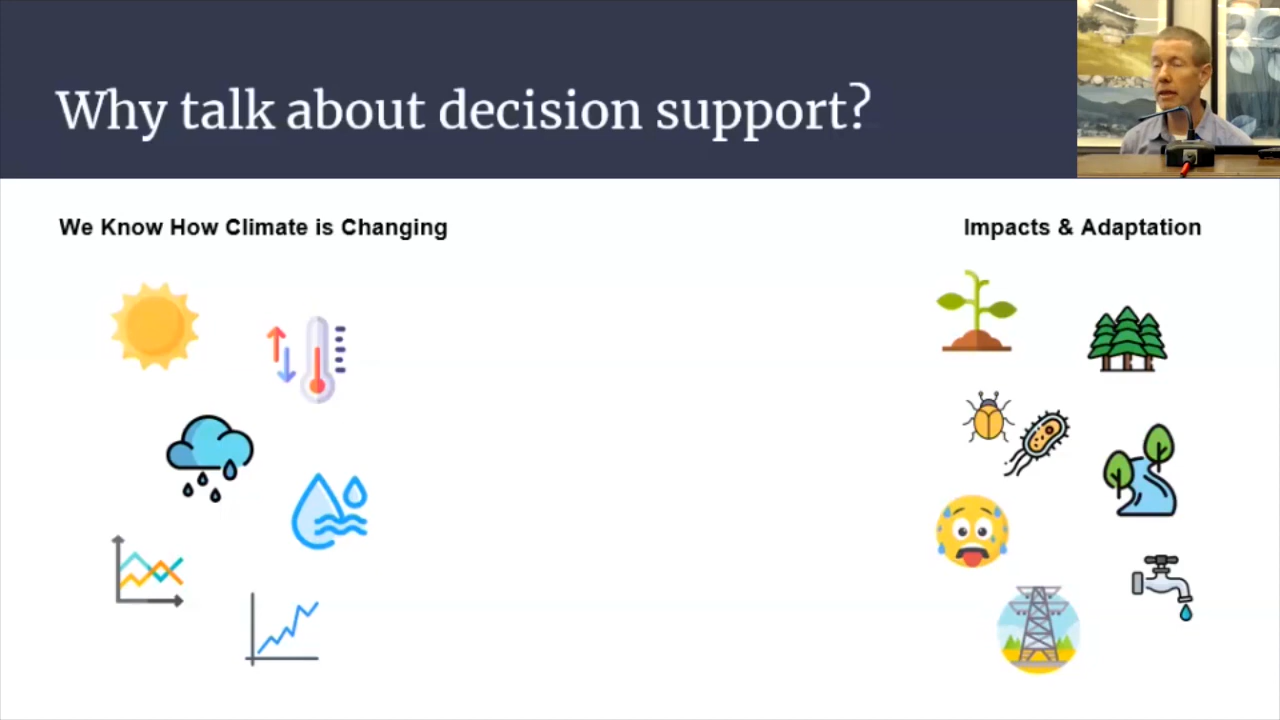 Why talk about decision support?
We Know How Climate is Changing
Impacts & Adaptation